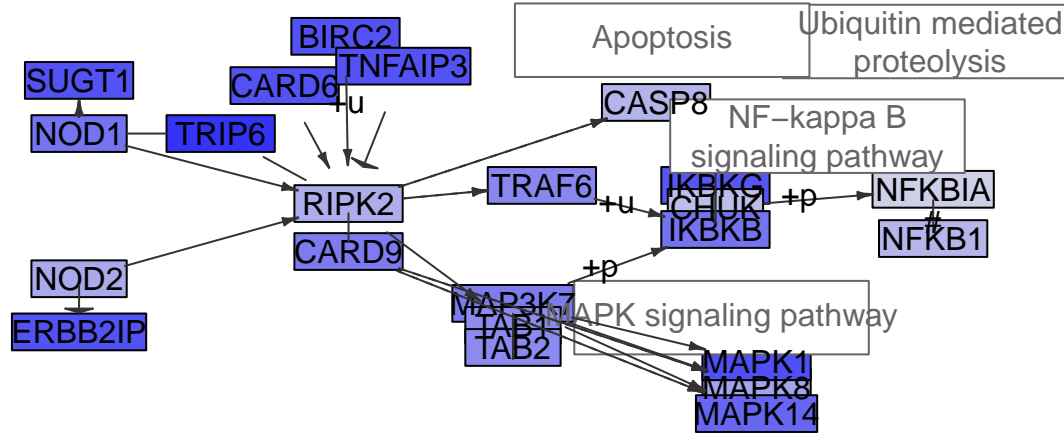 BIRC2
Apoptosis
Ubiquitin mediated
proteolysis
TNFAIP3
SUGT1
CARD6
+u
CASP8
NOD1
TRIP6
NF−kappa B
signaling pathway
TRAF6
IKBKG
NFKBIA
RIPK2
+u
CHUK
+p
#
IKBKB
NFKB1
CARD9
+p
NOD2
MAP3K7
ERBB2IP
TAB1
MAPK signaling pathway
TAB2
MAPK1
MAPK8
MAPK14